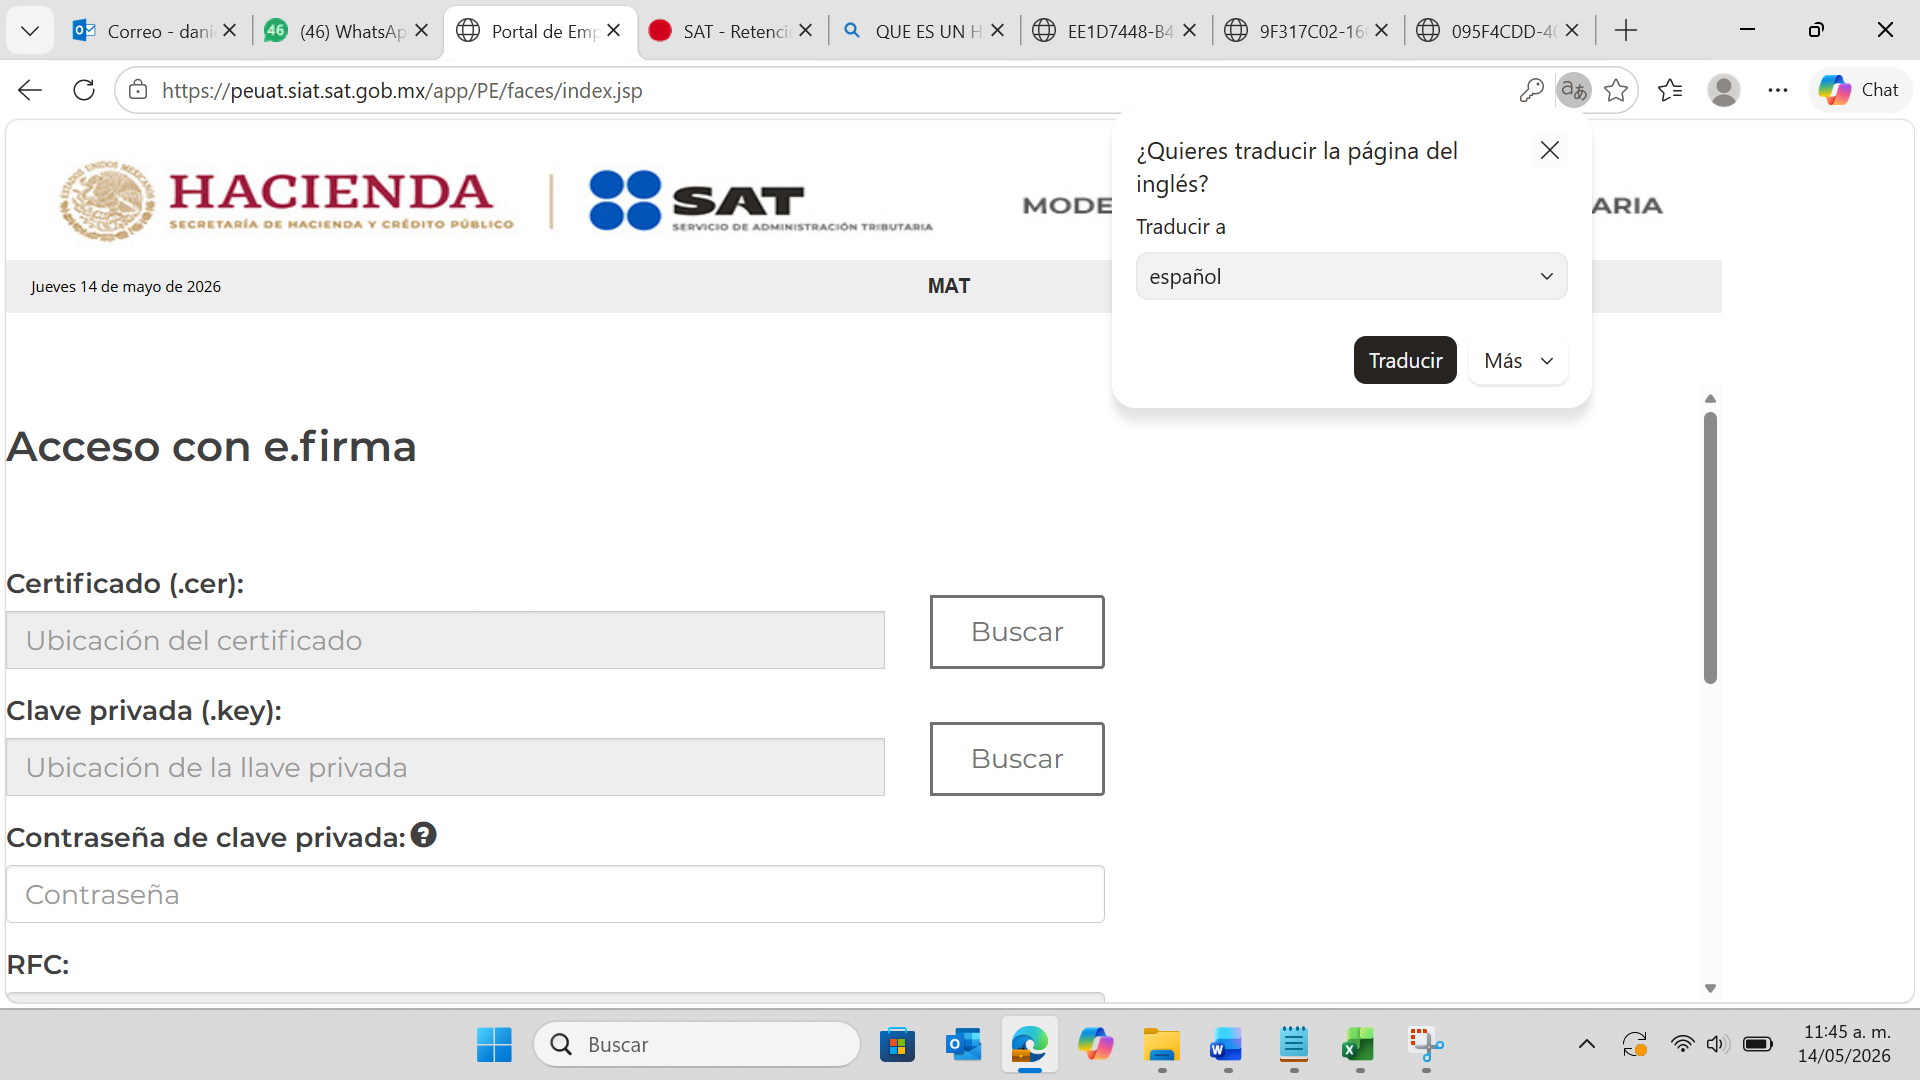 Correo - dani
46 (46) WhatsAp
Portal de Emp
SAT - Retenci
QUE ES UN H
EE1D7448-B4
9F317C02-16
095F4CDD-40
https://peuat.siat.sat.gob.mx/app/PE/faces/index.jsp
Chat
¿Quieres traducir la página del inglés?
Traducir a
español
Traducir
Más
HACIENDA
SECRETARÍA DE HACIENDA Y CRÉDITO PÚBLICO
SAT
SERVICIO DE ADMINISTRACIÓN TRIBUTARIA
MODE
ARIA
Jueves 14 de mayo de 2026
MAT
Acceso con e.firma
Certificado (.cer):
Ubicación del certificado
Buscar
Clave privada (.key):
Ubicación de la llave privada
Buscar
Contraseña de clave privada:
Contraseña
RFC:
Buscar
11:45 a. m.
14/05/2026